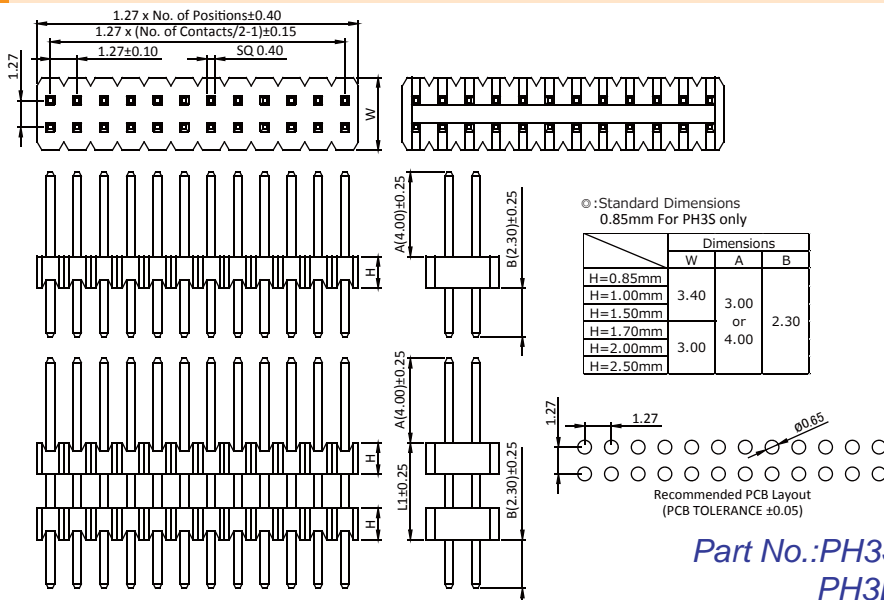 1.27 x No. of Positions±0.40
1.27 x (No. of Contacts/2-1)±0.15
1.27±0.10
SQ 0.40
1.27
W
A(4.00)±0.25
B(2.30)±0.25
H
◎:Standard Dimensions
0.85mm For PH3S only
Dimensions
W A B
H=0.85mm
H=1.00mm
H=1.50mm
H=1.70mm
H=2.00mm
H=2.50mm
3.40
3.00
3.00
or
4.00
2.30
A(4.00)±0.25
L1±0.25
B(2.30)±0.25
H
H
1.27
1.27
ø0.65
Recommended PCB Layout
(PCB TOLERANCE ±0.05)
Part No.:PH3S